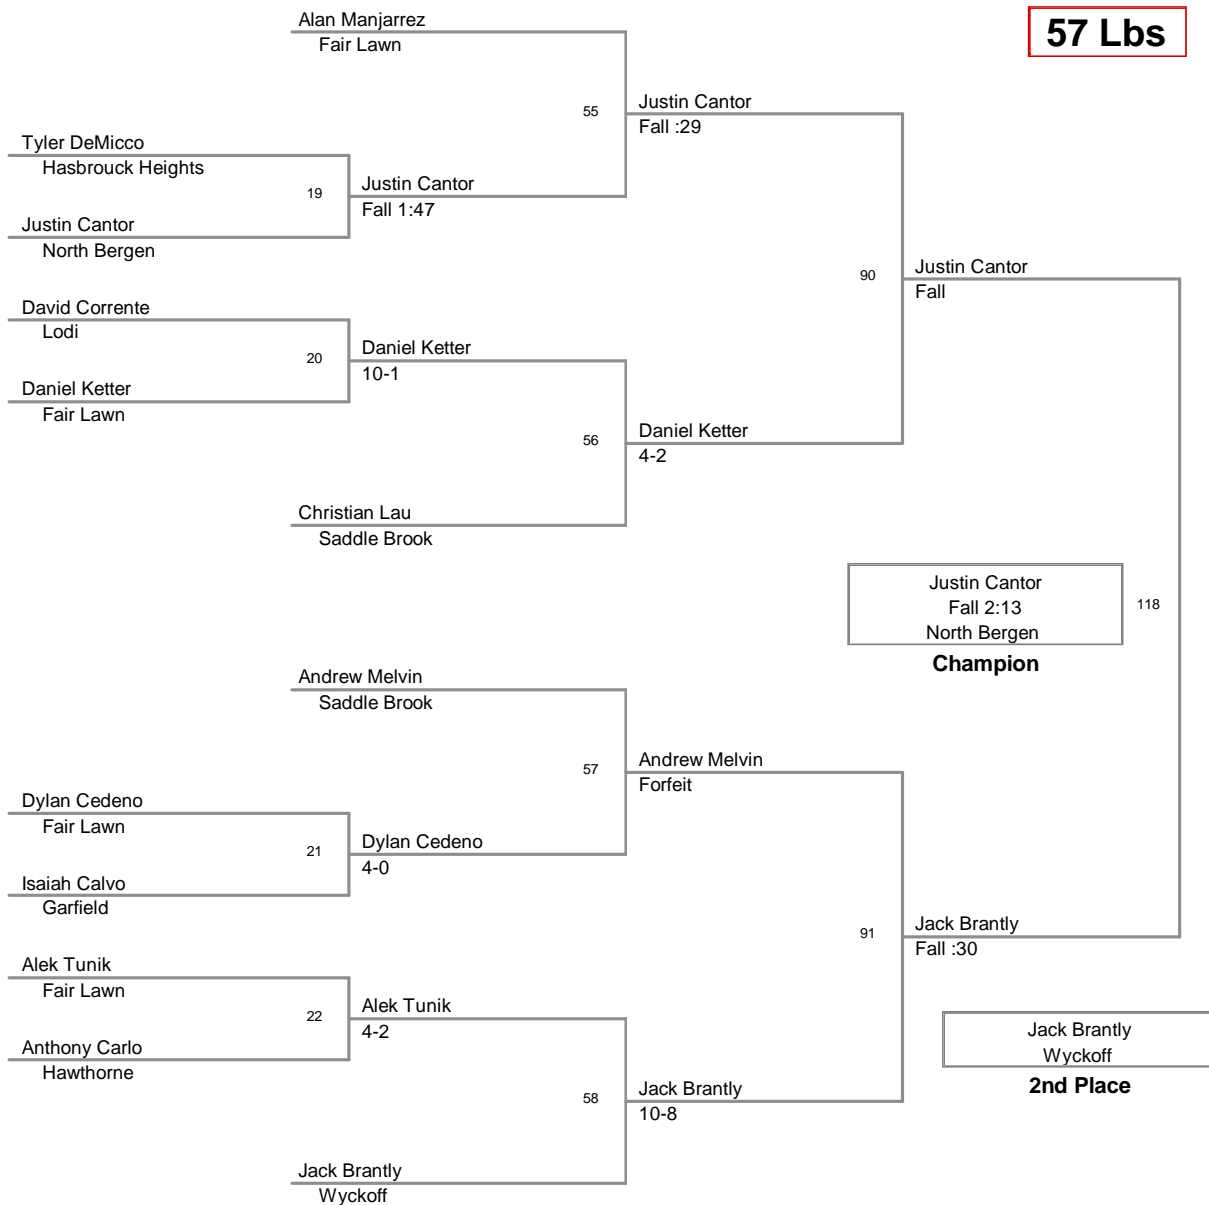 Alan Manjarrez
Fair Lawn
57 Lbs
55
Justin Cantor
Fall :29
Tyler DeMicco
Hasbrouck Heights
19
Justin Cantor
Fall 1:47
Justin Cantor
North Bergen
90
Justin Cantor
Fall
David Corrente
Lodi
20
Daniel Ketter
10-1
Daniel Ketter
Fair Lawn
56
Daniel Ketter
4-2
Christian Lau
Saddle Brook
Justin Cantor
Fall 2:13
North Bergen
118
Champion
Andrew Melvin
Saddle Brook
57
Andrew Melvin
Forfeit
Dylan Cedeno
Fair Lawn
21
Dylan Cedeno
4-0
Isaiah Calvo
Garfield
91
Jack Brantly
Fall :30
Alek Tunik
Fair Lawn
22
Alek Tunik
4-2
Anthony Carlo
Hawthorne
Jack Brantly
Wyckoff
2nd Place
58
Jack Brantly
10-8
Jack Brantly
Wyckoff